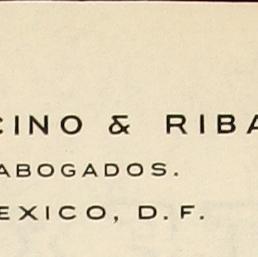 CINO & RIBA
ABOGADOS.
EXICO, D.F.